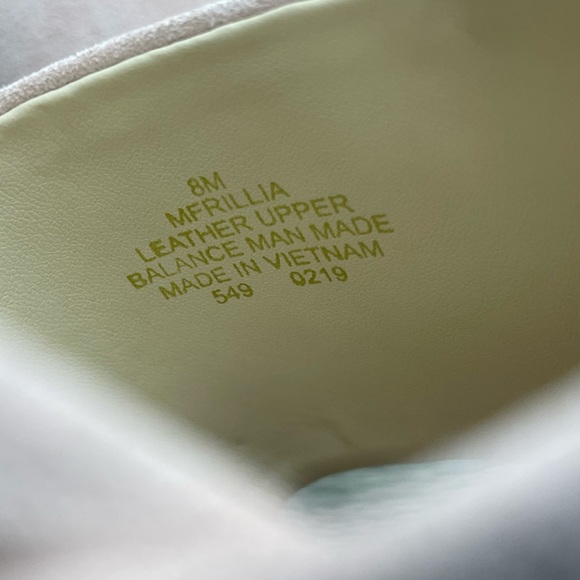 8M
MFRILLIA
LEATHER UPPER
BALANCE MAN MADE
MADE IN VIETNAM
549 0219